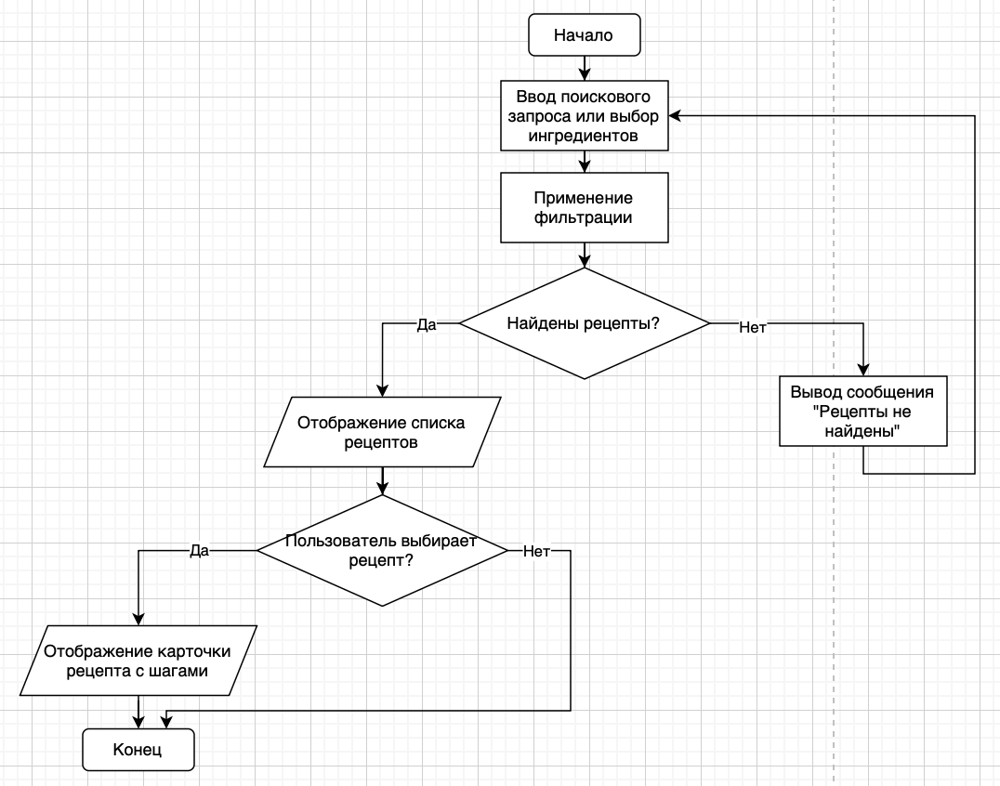 Начало
Ввод поискового
запроса или выбор
ингредиентов
Применение
фильтрации
Найдены рецепты?
Да
Нет
Вывод сообщения
"Рецепты не
найдены"
Отображение списка
рецептов
Пользователь выбирает
рецепт?
Да
Нет
Отображение карточки
рецепта с шагами
Конец